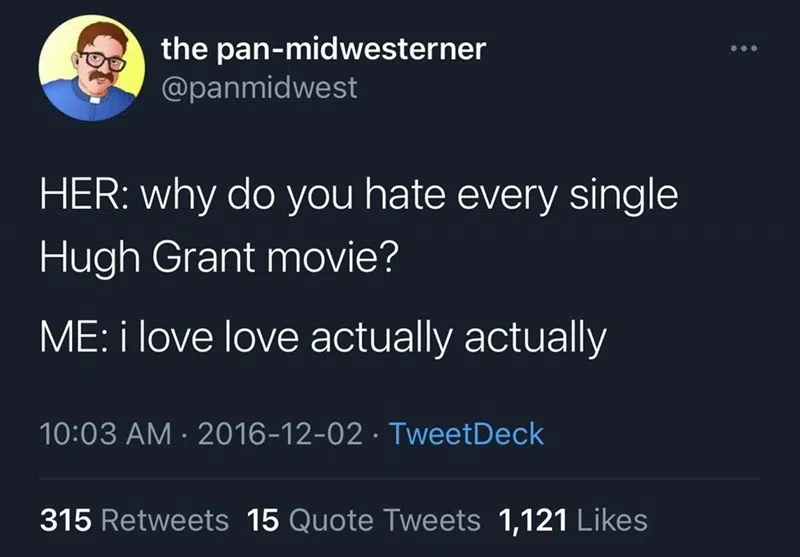 the pan-midwesterner
@panmidwest
HER: why do you hate every single
Hugh Grant movie?
ME: i love love actually actually
10:03 AM · 2016-12-02 · TweetDeck
315 Retweets 15 Quote Tweets 1,121 Likes